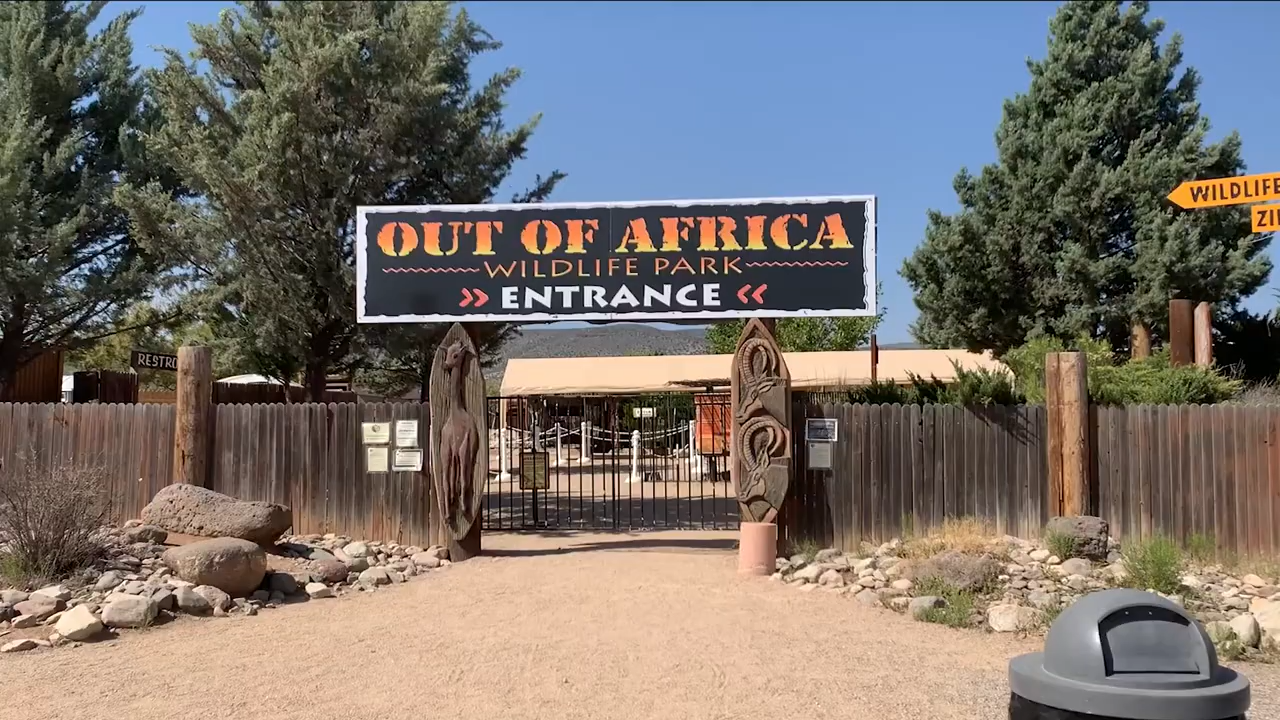 OUT OF AFRICA
WILDLIFE PARK
ENTRANCE
WILDLIFE
ZI
RESTRO